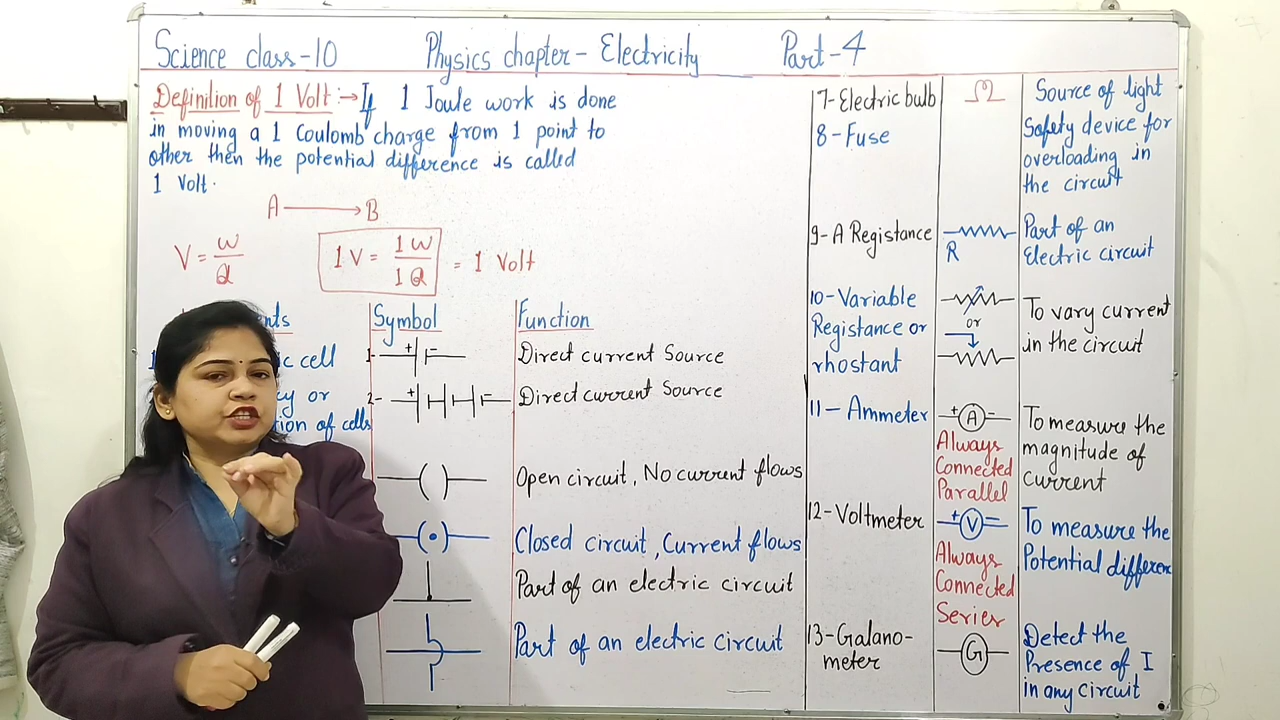 Science class-10 Physics chapter- Electricity Part-4
Definition of 1 Volt :→ If 1 Joule work is done
in moving a 1 Coulomb charge from 1 point to
other then the potential difference is called
1 Volt.
A → B
V = W/Q
1V = 1W/1Q = 1 Volt
Symbol
Function
cell
1-
+ -
Direct current Source
or
2-
+ -
Direct current Source
of cells
Open circuit, No current flows
Closed circuit, Current flows
Part of an electric circuit
Part of an electric circuit
7- Electric bulb
Source of light
8- Fuse
Safety device for
overloading in
the circuit
9- A Registance
R
Part of an
Electric circuit
10- Variable
Registance or
rhostant
or
To vary current
in the circuit
11- Ammeter
+ A -
Always
Connected
Parallel
To measure the
magnitude of
current
12- Voltmeter
+ V -
Always
Connected
Series
To measure the
Potential differen
13- Galano-
meter
G
Detect the
Presence of I
in any circuit